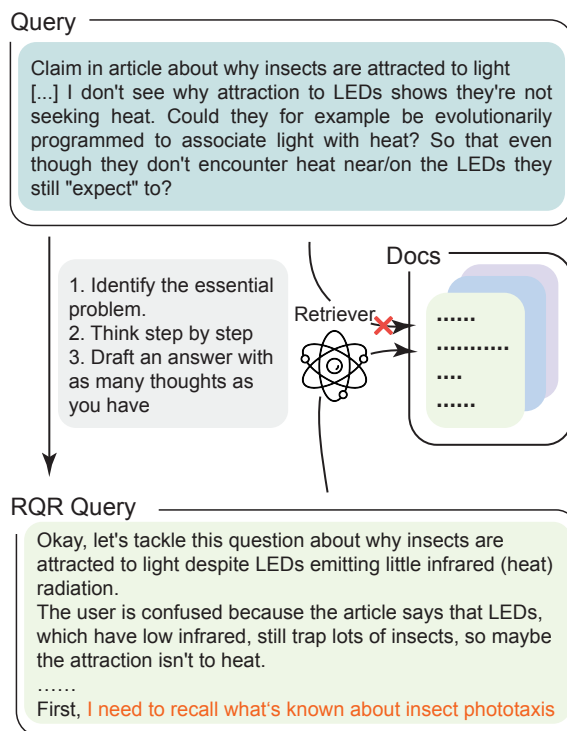 Query
Claim in article about why insects are attracted to light
[...] I don't see why attraction to LEDs shows they're not
seeking heat. Could they for example be evolutionarily
programmed to associate light with heat? So that even
though they don't encounter heat near/on the LEDs they
still "expect" to?
1. Identify the essential
problem.
2. Think step by step
3. Draft an answer with
as many thoughts as
you have
Retriever
Docs
......
...........
....
......
RQR Query
Okay, let's tackle this question about why insects are
attracted to light despite LEDs emitting little infrared (heat)
radiation.
The user is confused because the article says that LEDs,
which have low infrared, still trap lots of insects, so maybe
the attraction isn't to heat.
......
First, I need to recall what‘s known about insect phototaxis